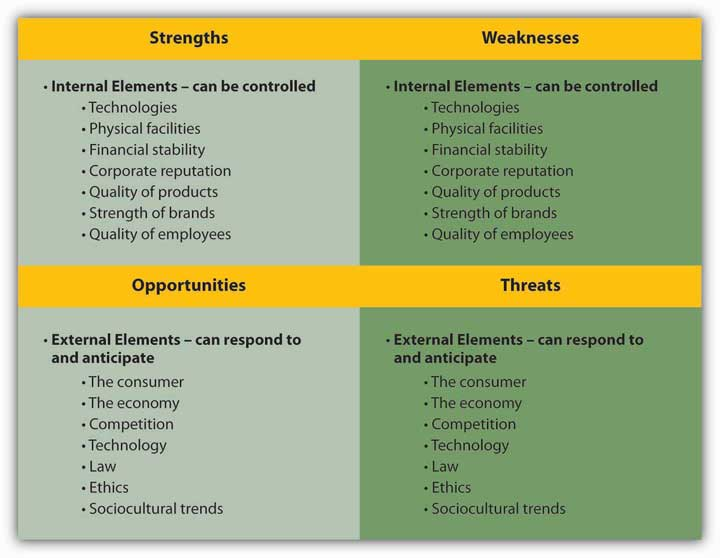 Strengths
• Internal Elements – can be controlled
• Technologies
• Physical facilities
• Financial stability
• Corporate reputation
• Quality of products
• Strength of brands
• Quality of employees
Weaknesses
• Internal Elements – can be controlled
• Technologies
• Physical facilities
• Financial stability
• Corporate reputation
• Quality of products
• Strength of brands
• Quality of employees
Opportunities
• External Elements – can respond to
and anticipate
• The consumer
• The economy
• Competition
• Technology
• Law
• Ethics
• Sociocultural trends
Threats
• External Elements – can respond to
and anticipate
• The consumer
• The economy
• Competition
• Technology
• Law
• Ethics
• Sociocultural trends